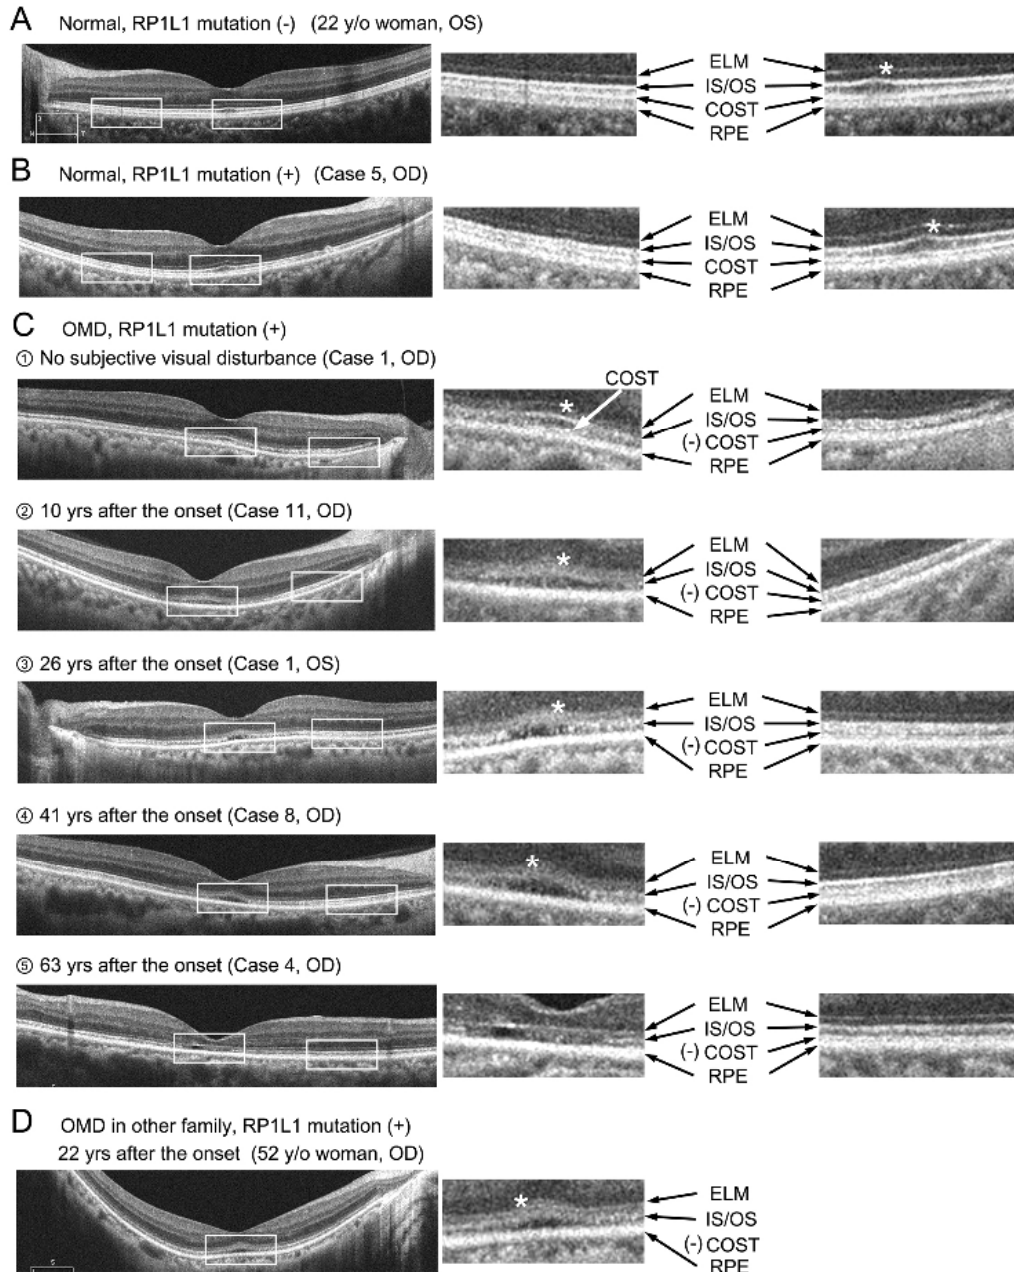 A Normal, RP1L1 mutation (-) (22 y/o woman, OS)
ELM
IS/OS
COST
RPE
*
B Normal, RP1L1 mutation (+) (Case 5, OD)
ELM
IS/OS
COST
RPE
*
C OMD, RP1L1 mutation (+)
① No subjective visual disturbance (Case 1, OD)
COST
*
ELM
IS/OS
(-) COST
RPE
② 10 yrs after the onset (Case 11, OD)
*
ELM
IS/OS
(-) COST
RPE
③ 26 yrs after the onset (Case 1, OS)
*
ELM
IS/OS
(-) COST
RPE
④ 41 yrs after the onset (Case 8, OD)
*
ELM
IS/OS
(-) COST
RPE
⑤ 63 yrs after the onset (Case 4, OD)
ELM
IS/OS
(-) COST
RPE
D OMD in other family, RP1L1 mutation (+)
22 yrs after the onset (52 y/o woman, OD)
*
ELM
IS/OS
(-) COST
RPE